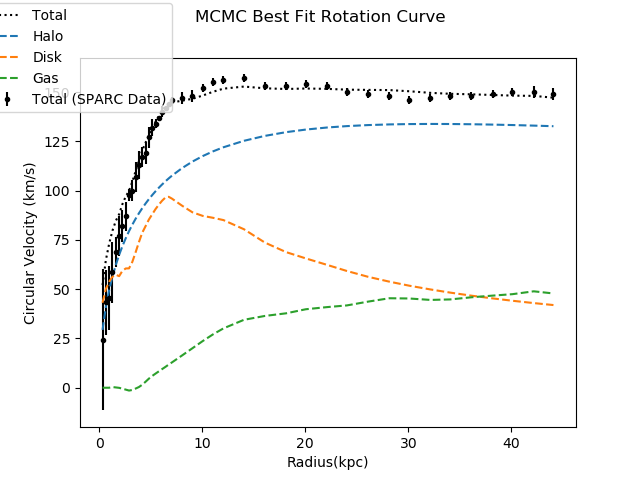 MCMC Best Fit Rotation Curve
Total
Halo
Disk
Gas
Total (SPARC Data)
150
125
100
75
50
25
0
Circular Velocity (km/s)
0 10 20 30 40
Radius(kpc)